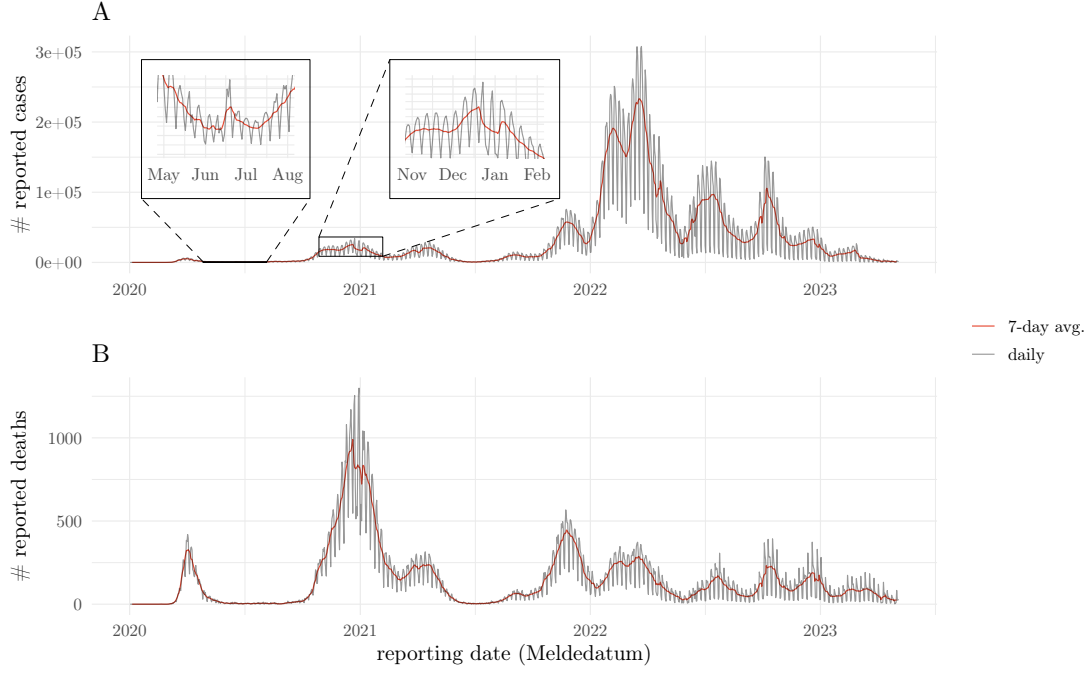 A
# reported cases
3e+05
2e+05
1e+05
0e+00
May Jun Jul Aug
Nov Dec Jan Feb
2020 2021 2022 2023
7-day avg.
daily
B
# reported deaths
1000
500
0
2020 2021 2022 2023
reporting date (Meldedatum)